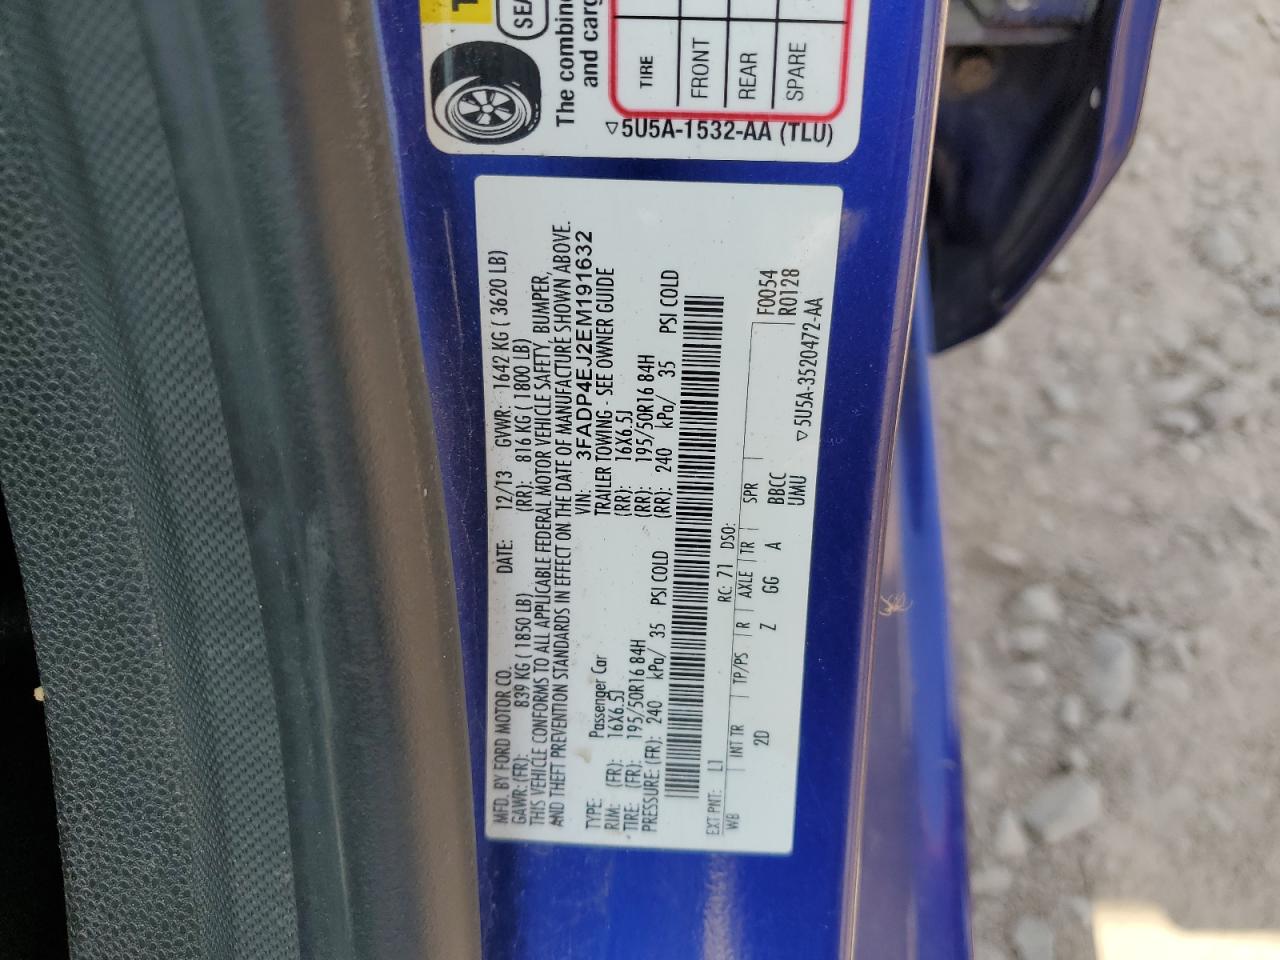 SEA
The combine
and carg
TIRE
FRONT
REAR
SPARE
▽5U5A-1532-AA (TLU)
MFD. BY FORD MOTOR CO. DATE: 12/13 GVWR: 1642 KG ( 3620 LB)
GAWR:(FR): 839 KG ( 1850 LB) (RR): 816 KG ( 1800 LB)
THIS VEHICLE CONFORMS TO ALL APPLICABLE FEDERAL MOTOR VEHICLE SAFETY, BUMPER,
AND THEFT PREVENTION STANDARDS IN EFFECT ON THE DATE OF MANUFACTURE SHOWN ABOVE.
VIN: 3FADP4EJ2EM191632
TYPE: Passenger Car TRAILER TOWING - SEE OWNER GUIDE
RIM: (FR): 16X6.5J (RR): 16X6.5J
TIRE: (FR): 195/50R16 84H (RR): 195/50R16 84H
PRESSURE: (FR): 240 kPa/ 35 PSI COLD (RR): 240 kPa/ 35 PSI COLD
EXT PNT: L1 RC: 71 DSO:
WB INT TR TP/PS R AXLE TR SPR F0054
2D Z GG A BBCC R0128
UMU
▽5U5A-3520472-AA